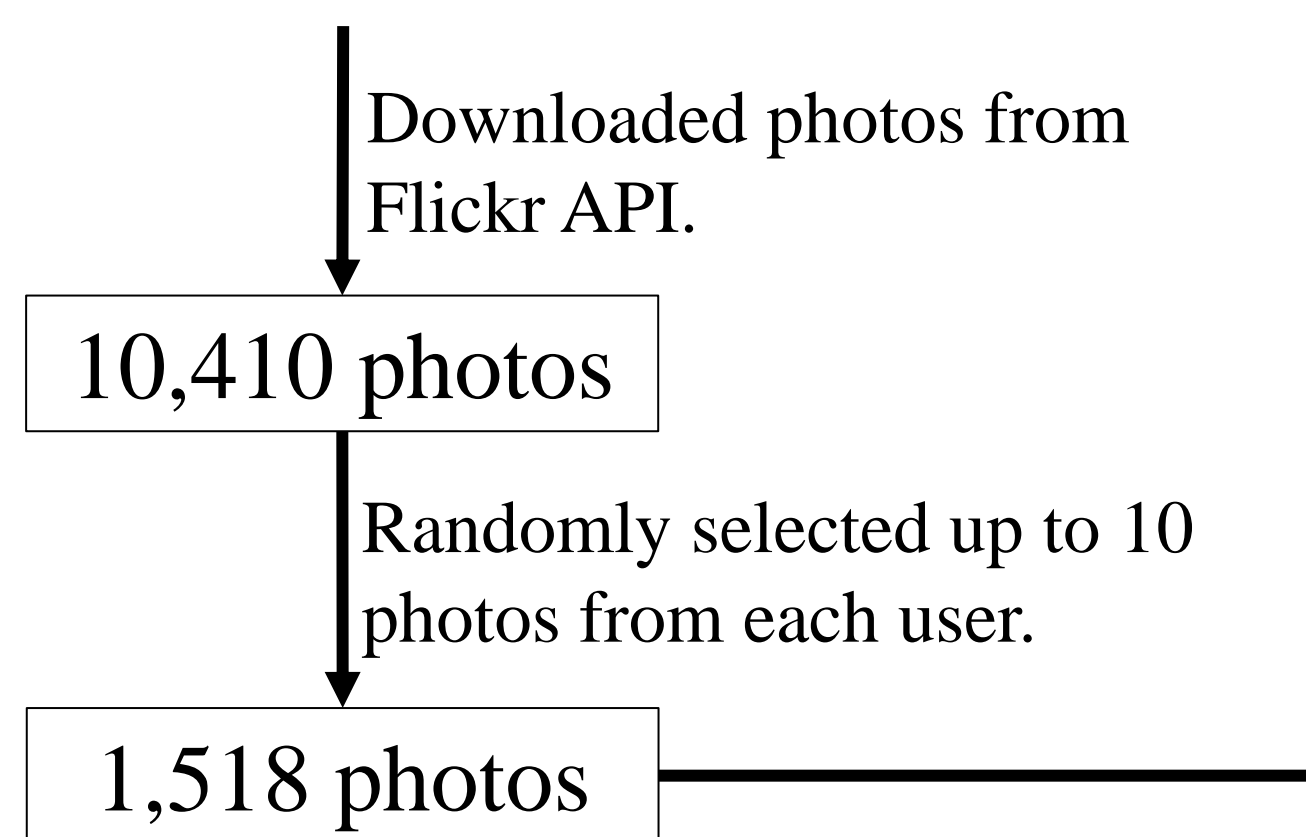 Downloaded photos from
Flickr API.
10,410 photos
Randomly selected up to 10
photos from each user.
1,518 photos